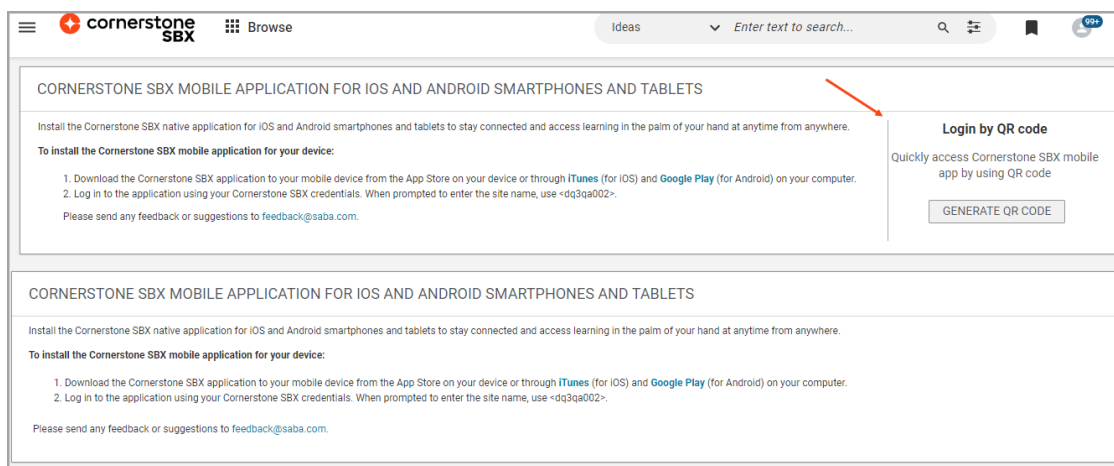 cornerstone
SBX
Browse
Ideas
Enter text to search...
99+
CORNERSTONE SBX MOBILE APPLICATION FOR IOS AND ANDROID SMARTPHONES AND TABLETS
Install the Cornerstone SBX native application for iOS and Android smartphones and tablets to stay connected and access learning in the palm of your hand at anytime from anywhere.
To install the Cornerstone SBX mobile application for your device:
1. Download the Cornerstone SBX application to your mobile device from the App Store on your device or through iTunes (for iOS) and Google Play (for Android) on your computer.
2. Log in to the application using your Cornerstone SBX credentials. When prompted to enter the site name, use <dq3qa002>.
Please send any feedback or suggestions to feedback@saba.com.
Login by QR code
Quickly access Cornerstone SBX mobile
app by using QR code
GENERATE QR CODE
CORNERSTONE SBX MOBILE APPLICATION FOR IOS AND ANDROID SMARTPHONES AND TABLETS
Install the Cornerstone SBX native application for iOS and Android smartphones and tablets to stay connected and access learning in the palm of your hand at anytime from anywhere.
To install the Cornerstone SBX mobile application for your device:
1. Download the Cornerstone SBX application to your mobile device from the App Store on your device or through iTunes (for iOS) and Google Play (for Android) on your computer.
2. Log in to the application using your Cornerstone SBX credentials. When prompted to enter the site name, use <dq3qa002>.
Please send any feedback or suggestions to feedback@saba.com.